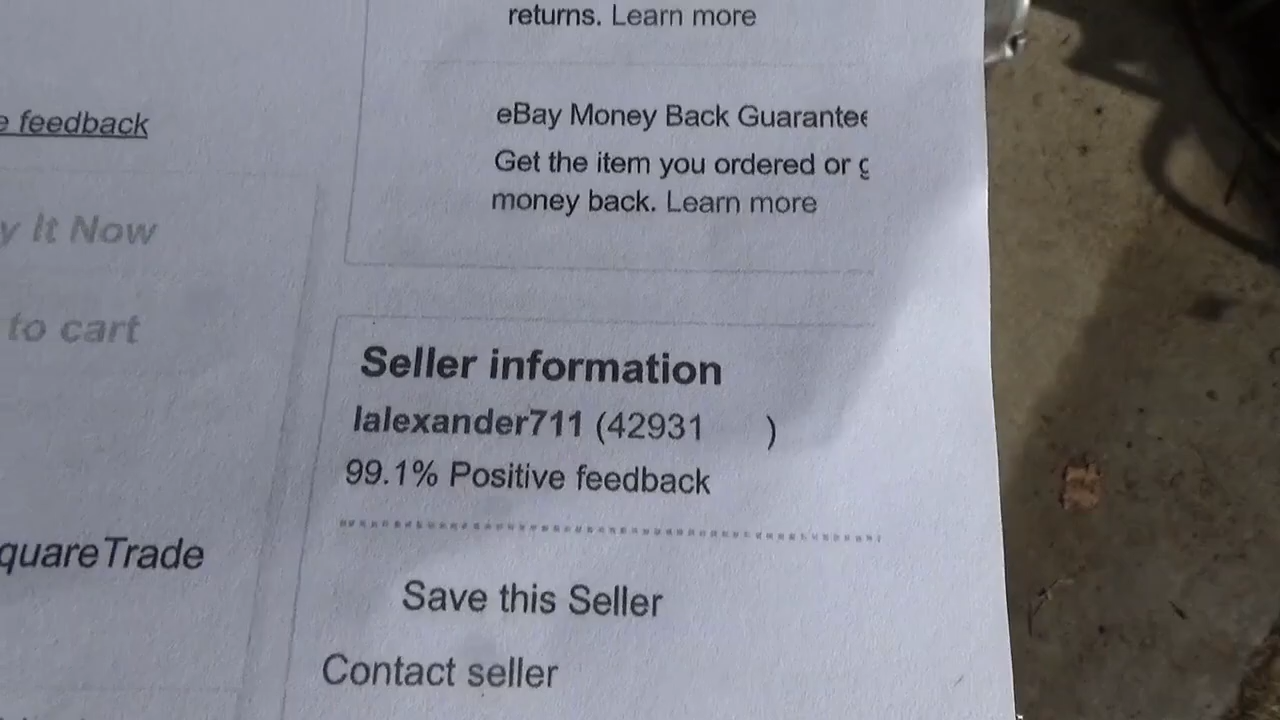 returns. Learn more
eBay Money Back Guarantee
Get the item you ordered or g
money back. Learn more
e feedback
y It Now
to cart
Seller information
lalexander711 (42931 )
99.1% Positive feedback
quareTrade
Save this Seller
Contact seller